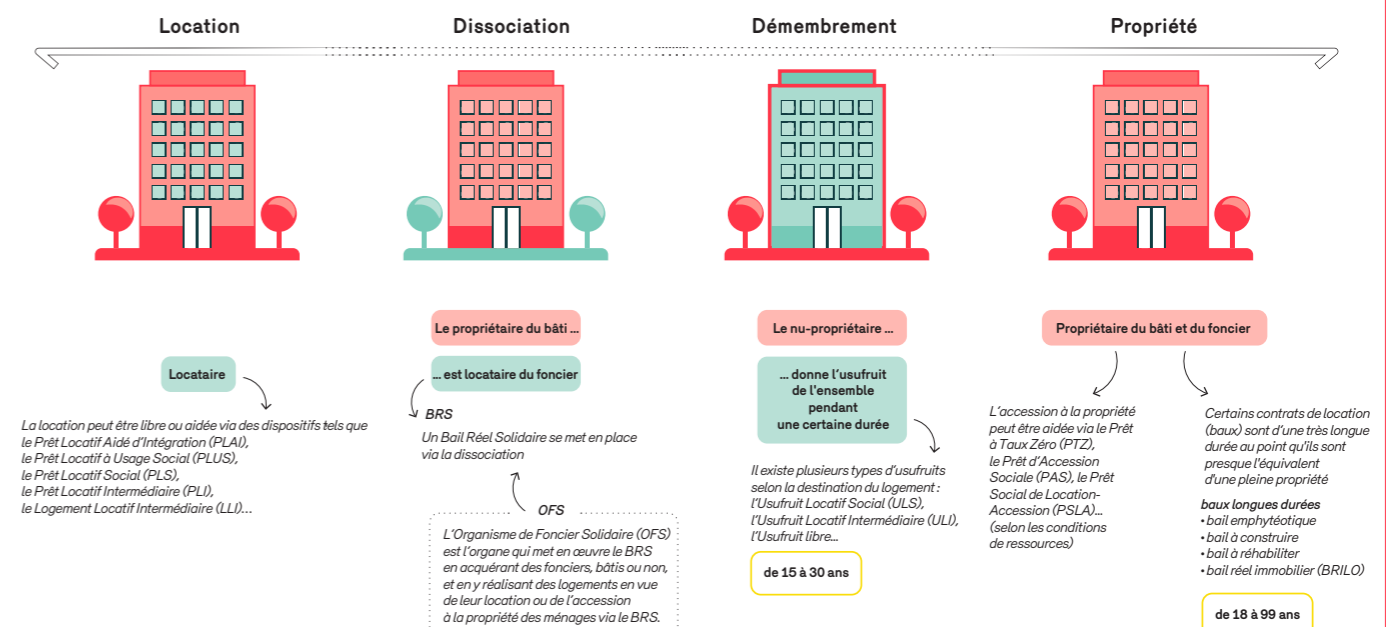 Location
Dissociation
Démembrement
Propriété
Locataire
La location peut être libre ou aidée via des dispositifs tels que
le Prêt Locatif Aidé d'Intégration (PLAI),
le Prêt Locatif à Usage Social (PLUS),
le Prêt Locatif Social (PLS),
le Prêt Locatif Intermédiaire (PLI),
le Logement Locatif Intermédiaire (LLI)...
Le propriétaire du bâti ...
... est locataire du foncier
BRS
Un Bail Réel Solidaire se met en place
via la dissociation
OFS
L'Organisme de Foncier Solidaire (OFS)
est l'organe qui met en œuvre le BRS
en acquérant des fonciers, bâtis ou non,
et en y réalisant des logements en vue
de leur location ou de l'accession
à la propriété des ménages via le BRS.
Le nu-propriétaire ...
... donne l'usufruit
de l'ensemble
pendant
une certaine durée
Il existe plusieurs types d'usufruits
selon la destination du logement :
l'Usufruit Locatif Social (ULS),
l'Usufruit Locatif Intermédiaire (ULI),
l'Usufruit libre...
de 15 à 30 ans
Propriétaire du bâti et du foncier
L'accession à la propriété
peut être aidée via le Prêt
à Taux Zéro (PTZ),
le Prêt d'Accession
Sociale (PAS), le Prêt
Social de Location-
Accession (PSLA)...
(selon les conditions
de ressources)
Certains contrats de location
(baux) sont d'une très longue
durée au point qu'ils sont
presque l'équivalent
d'une pleine propriété
baux longues durées
• bail emphytéotique
• bail à construire
• bail à réhabiliter
• bail réel immobilier (BRILO)
de 18 à 99 ans